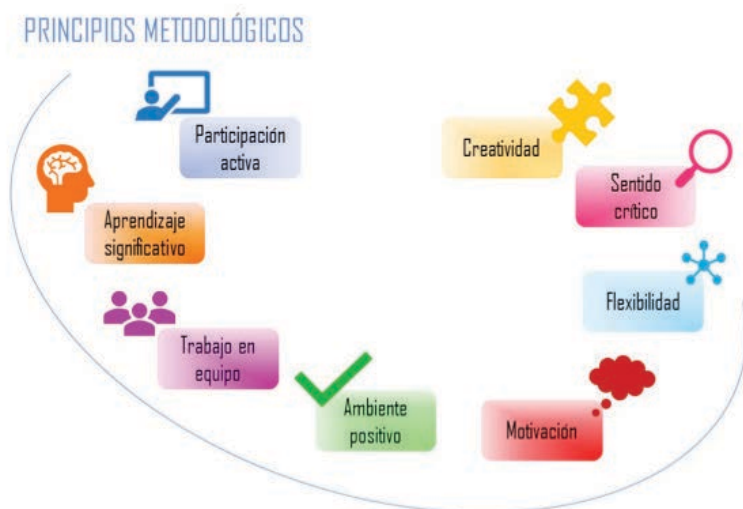 PRINCIPIOS METODOLÓGICOS
Participación
activa
Aprendizaje
significativo
Trabajo en
equipo
Ambiente
positivo
Motivación
Flexibilidad
Sentido
crítico
Creatividad